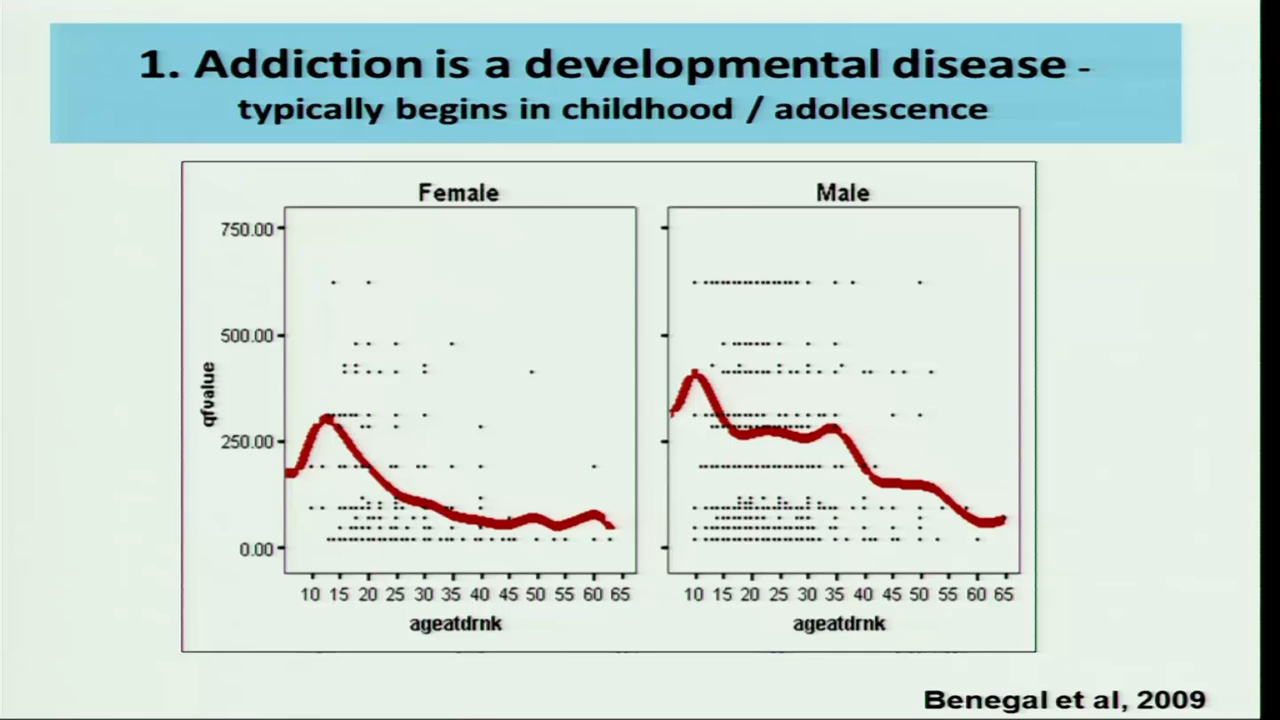 1. Addiction is a developmental disease -
typically begins in childhood / adolescence
Female
Male
750.00
500.00
250.00
0.00
qfvalue
10 15 20 25 30 35 40 45 50 55 60 65
10 15 20 25 30 35 40 45 50 55 60 65
ageatdrnk
ageatdrnk
Benegal et al, 2009